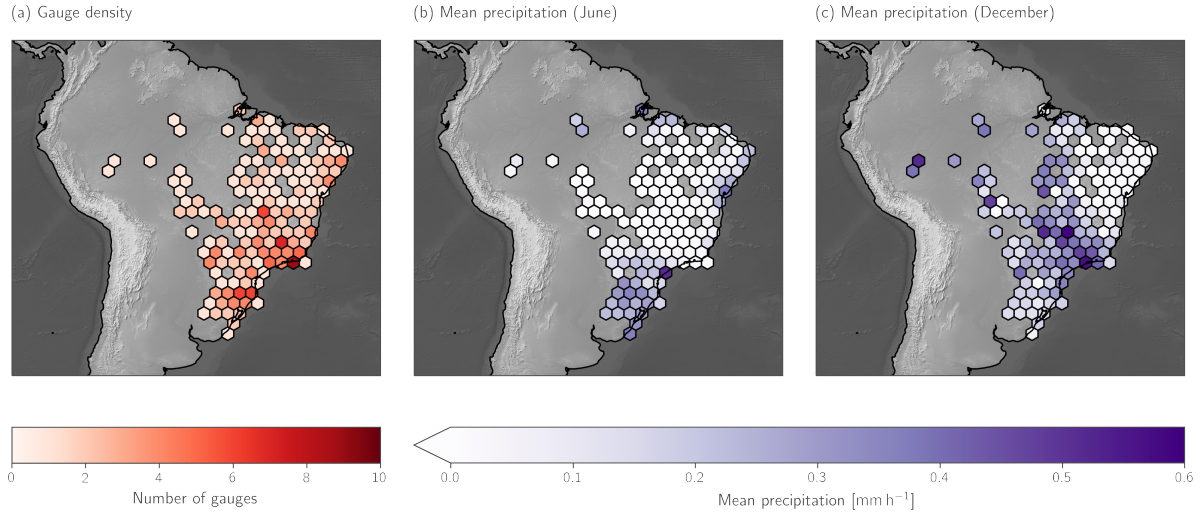 (a) Gauge density
(b) Mean precipitation (June)
(c) Mean precipitation (December)
0 2 4 6 8 10
Number of gauges
0.0 0.1 0.2 0.3 0.4 0.5 0.6
Mean precipitation [mm h⁻¹]